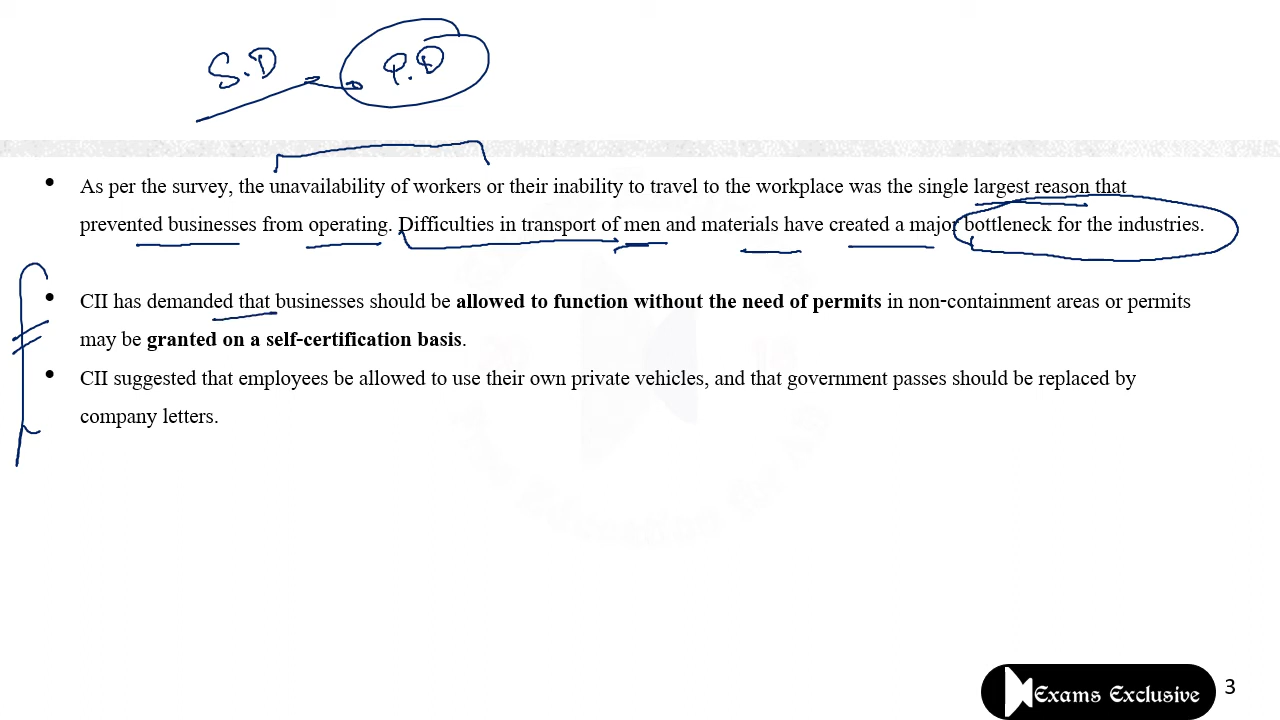 S.D P.D
• As per the survey, the unavailability of workers or their inability to travel to the workplace was the single largest reason that
prevented businesses from operating. Difficulties in transport of men and materials have created a major bottleneck for the industries.
• CII has demanded that businesses should be allowed to function without the need of permits in non-containment areas or permits
may be granted on a self-certification basis.
• CII suggested that employees be allowed to use their own private vehicles, and that government passes should be replaced by
company letters.
Exams Exclusive 3